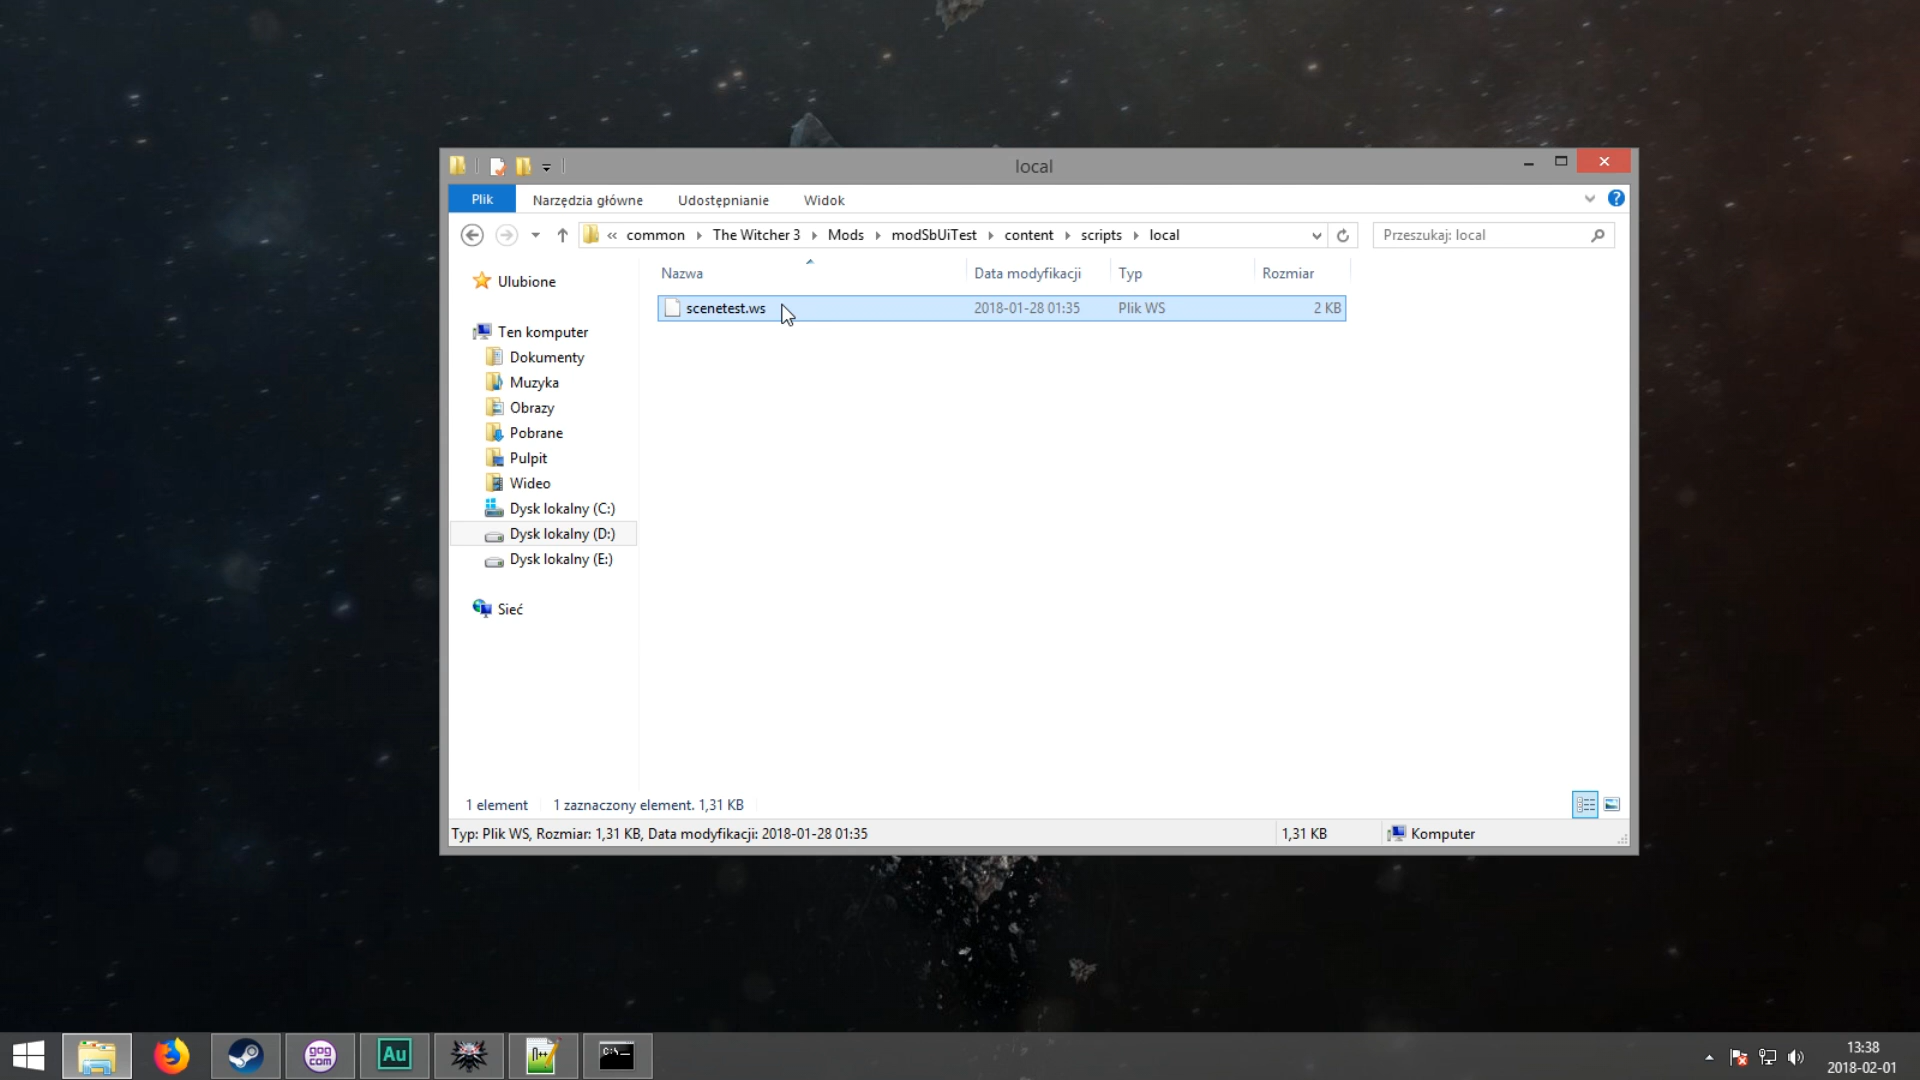 local
Plik Narzędzia główne Udostępnianie Widok
« common The Witcher 3 Mods modSbUiTest content scripts local Przeszukaj: local
Nazwa Data modyfikacji Typ Rozmiar
Ulubione
scenetest.ws 2018-01-28 01:35 Plik WS 2 KB
Ten komputer
Dokumenty
Muzyka
Obrazy
Pobrane
Pulpit
Wideo
Dysk lokalny (C:)
Dysk lokalny (D:)
Dysk lokalny (E:)
Sieć
1 element 1 zaznaczony element. 1,31 KB
Typ: Plik WS, Rozmiar: 1,31 KB, Data modyfikacji: 2018-01-28 01:35 1,31 KB Komputer
gog
com
Au
n++
C:\
13:38
2018-02-01